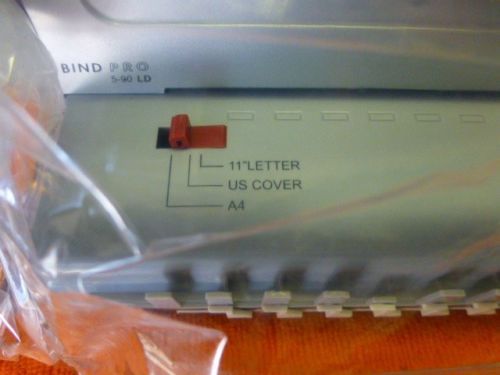 BIND PRO
5-90 LD
11"LETTER
US COVER
A4